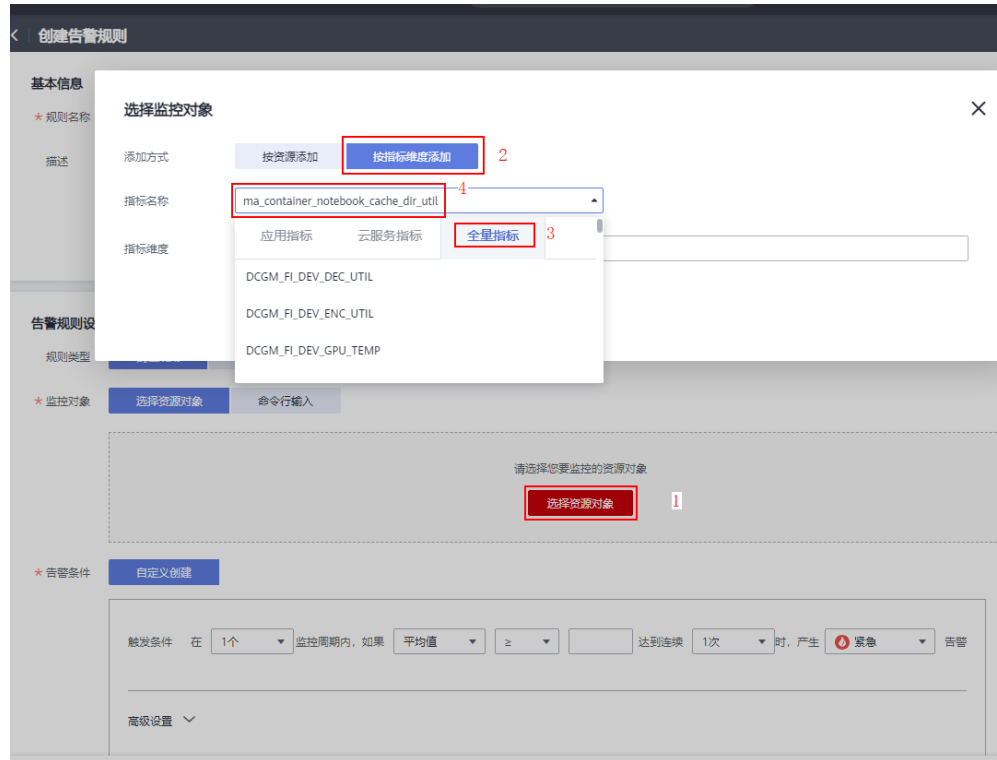 创建告警规则
基本信息
* 规则名称
描述
选择监控对象
添加方式 按资源添加 按指标维度添加 2
指标名称 ma_container_notebook_cache_dir_util 4
应用指标 云服务指标 全量指标 3
指标维度
DCGM_FI_DEV_DEC_UTIL
DCGM_FI_DEV_ENC_UTIL
DCGM_FI_DEV_GPU_TEMP
告警规则设
规则类型
* 监控对象 选择资源对象 命令行输入
请选择您要监控的资源对象
选择资源对象 1
* 告警条件 自定义创建
触发条件 在 1个 监控周期内，如果 平均值 ≥ 达到连续 1次 时，产生 紧急 告警
高级设置